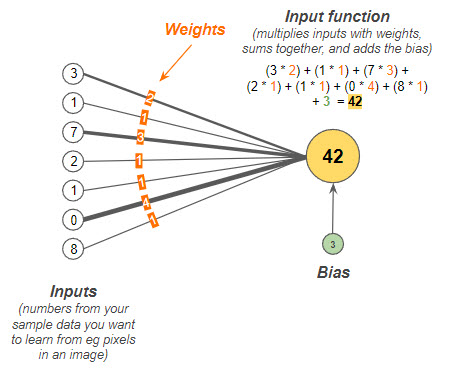 Input function
(multiplies inputs with weights,
sums together, and adds the bias)
(3 * 2) + (1 * 1) + (7 * 3) +
(2 * 1) + (1 * 1) + (0 * 4) + (8 * 1)
+ 3 = 42
Weights
3
1
7
2
1
0
8
2
1
3
1
1
4
1
42
3
Bias
Inputs
(numbers from your
sample data you want
to learn from eg pixels
in an image)